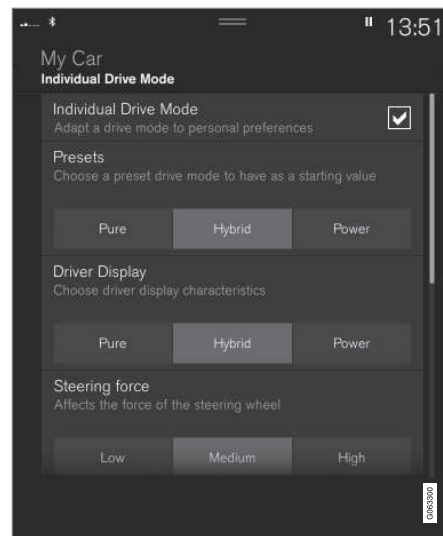 13:51
My Car
Individual Drive Mode
Individual Drive Mode
Adapt a drive mode to personal preferences
Presets
Choose a preset drive mode to have as a starting value
Pure Hybrid Power
Driver Display
Choose driver display characteristics
Pure Hybrid Power
Steering force
Affects the force of the steering wheel
Low Medium High
G063300